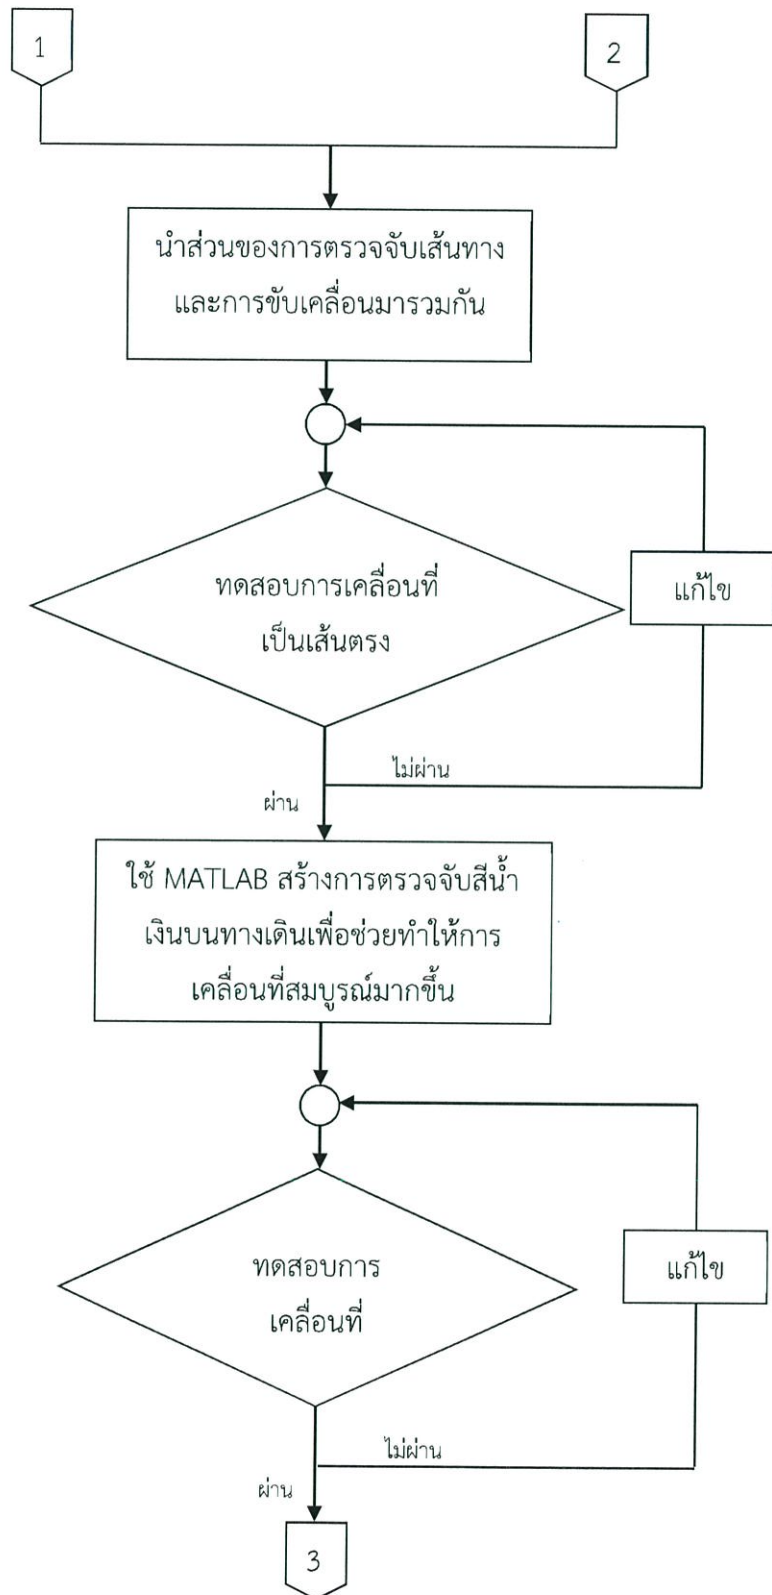 1
2
นำส่วนของการตรวจจับเส้นทาง
และการขับเคลื่อนมารวมกัน
ทดสอบการเคลื่อนที่
เป็นเส้นตรง
แก้ไข
ไม่ผ่าน
ผ่าน
ใช้ MATLAB สร้างการตรวจจับสีน้ำ
เงินบนทางเดินเพื่อช่วยทำให้การ
เคลื่อนที่สมบูรณ์มากขึ้น
ทดสอบการ
เคลื่อนที่
แก้ไข
ไม่ผ่าน
ผ่าน
3